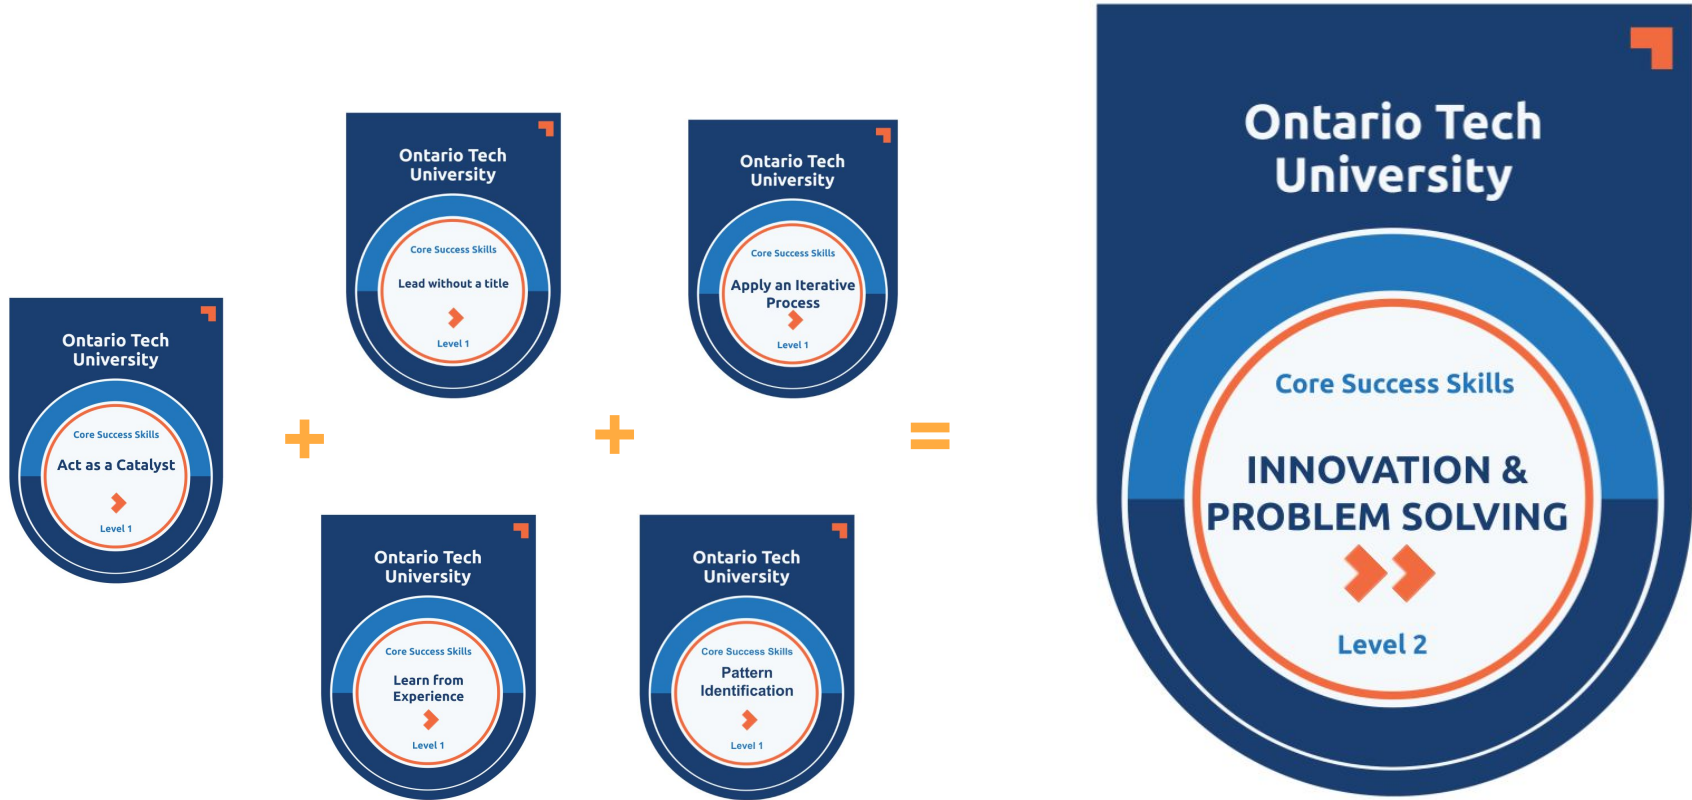 Ontario Tech
University
Core Success Skills
Act as a Catalyst
Level 1
+
Ontario Tech
University
Core Success Skills
Lead without a title
Level 1
Ontario Tech
University
Core Success Skills
Learn from
Experience
Level 1
+
Ontario Tech
University
Core Success Skills
Apply an Iterative
Process
Level 1
Ontario Tech
University
Core Success Skills
Pattern
Identification
Level 1
=
Ontario Tech
University
Core Success Skills
INNOVATION &
PROBLEM SOLVING
Level 2